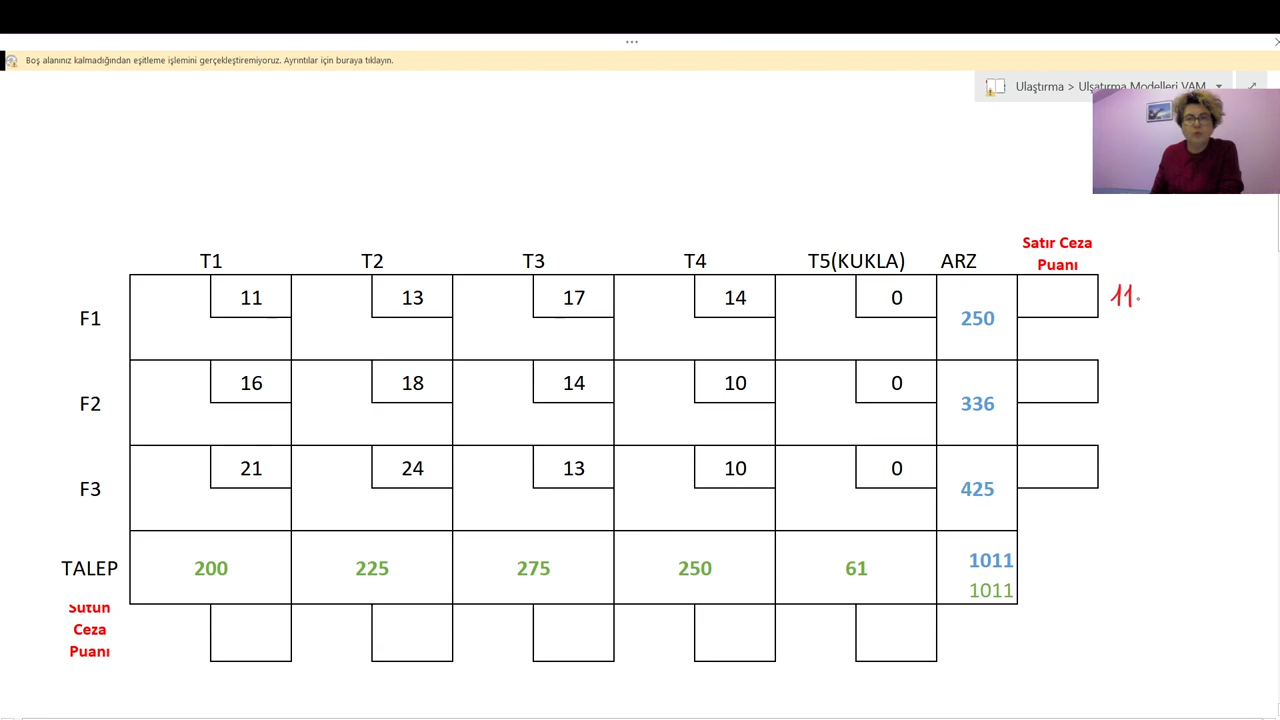 Boş alanınız kalmadığından eşitleme işlemini gerçekleştiremiyoruz. Ayrıntılar için buraya tıklayın.
Ulaştırma > Ulşatırma Modelleri VAM
Satır Ceza
Puanı
T1 T2 T3 T4 T5(KUKLA) ARZ
11 13 17 14 0 11
F1 250
16 18 14 10 0
F2 336
21 24 13 10 0
F3 425
TALEP 200 225 275 250 61 1011
1011
Sütun
Ceza
Puanı